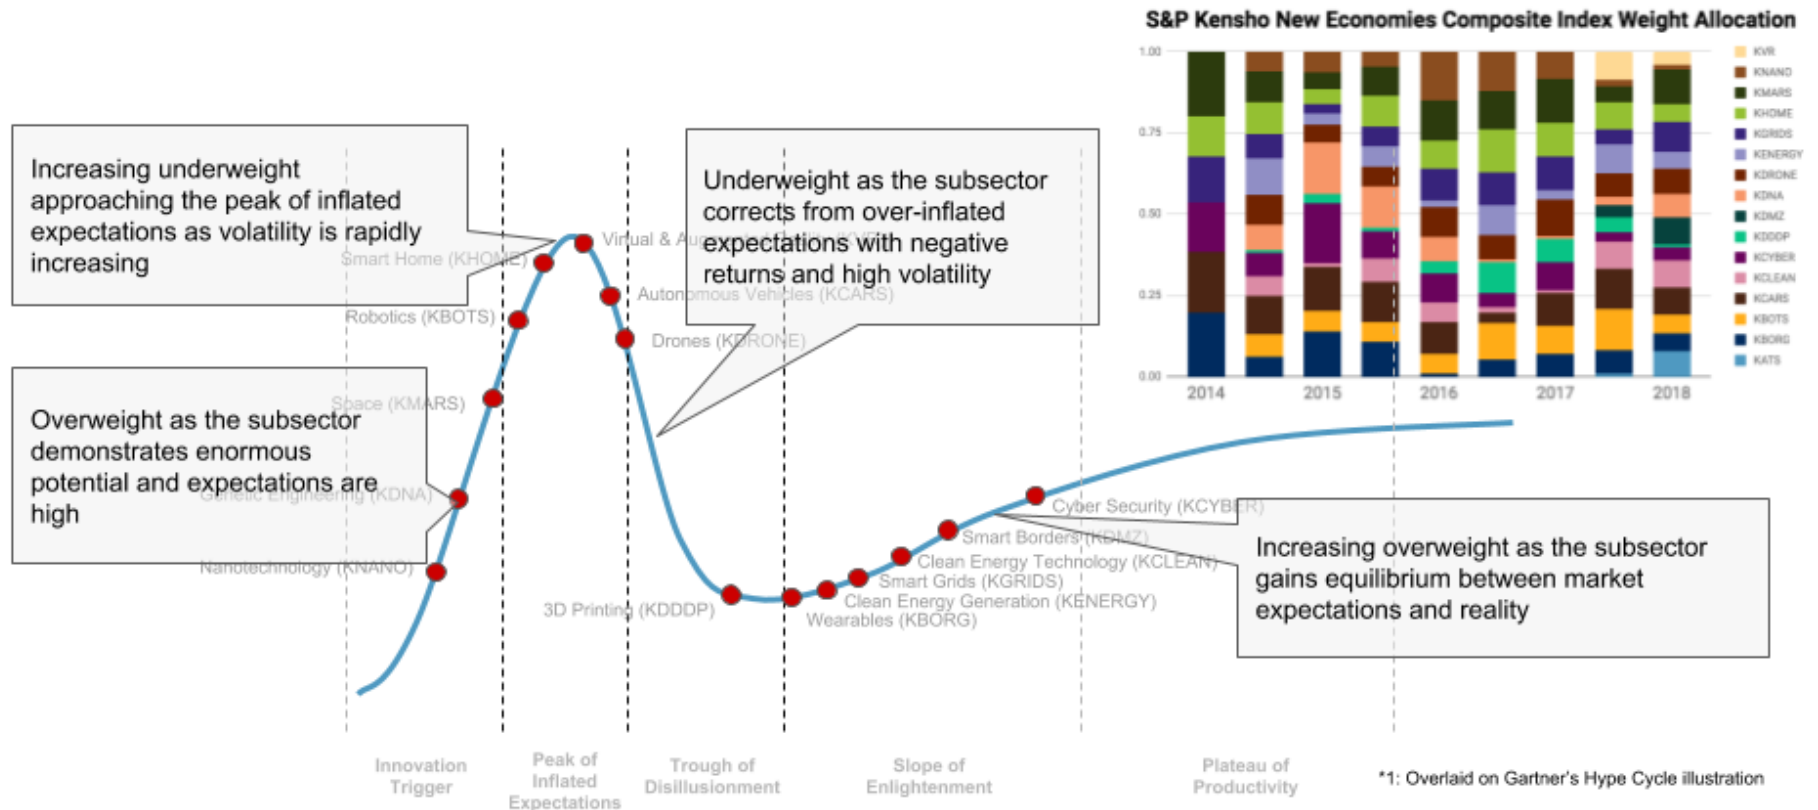 S&P Kensho New Economies Composite Index Weight Allocation
1.00
0.75
0.50
0.25
0.00
2014
2015
2016
2017
2018
KVR
KNANO
KMARS
KHOME
KGRIDS
KENERGY
KDRONE
KDNA
KDMZ
KDDDP
KCYBER
KCLEAN
KCARS
KBOTS
KBORG
KATS
Increasing underweight
approaching the peak of inflated
expectations as volatility is rapidly
increasing
Underweight as the subsector
corrects from over-inflated
expectations with negative
returns and high volatility
Overweight as the subsector
demonstrates enormous
potential and expectations are
high
Increasing overweight as the subsector
gains equilibrium between market
expectations and reality
Virtual & Augmented Reality (KVR)
Smart Home (KHOME)
Autonomous Vehicles (KCARS)
Robotics (KBOTS)
Drones (KDRONE)
Space (KMARS)
Genetic Engineering (KDNA)
Nanotechnology (KNANO)
3D Printing (KDDDP)
Cyber Security (KCYBER)
Smart Borders (KDMZ)
Clean Energy Technology (KCLEAN)
Smart Grids (KGRIDS)
Clean Energy Generation (KENERGY)
Wearables (KBORG)
Innovation
Trigger
Peak of
Inflated
Expectations
Trough of
Disillusionment
Slope of
Enlightenment
Plateau of
Productivity
*1: Overlaid on Gartner's Hype Cycle illustration